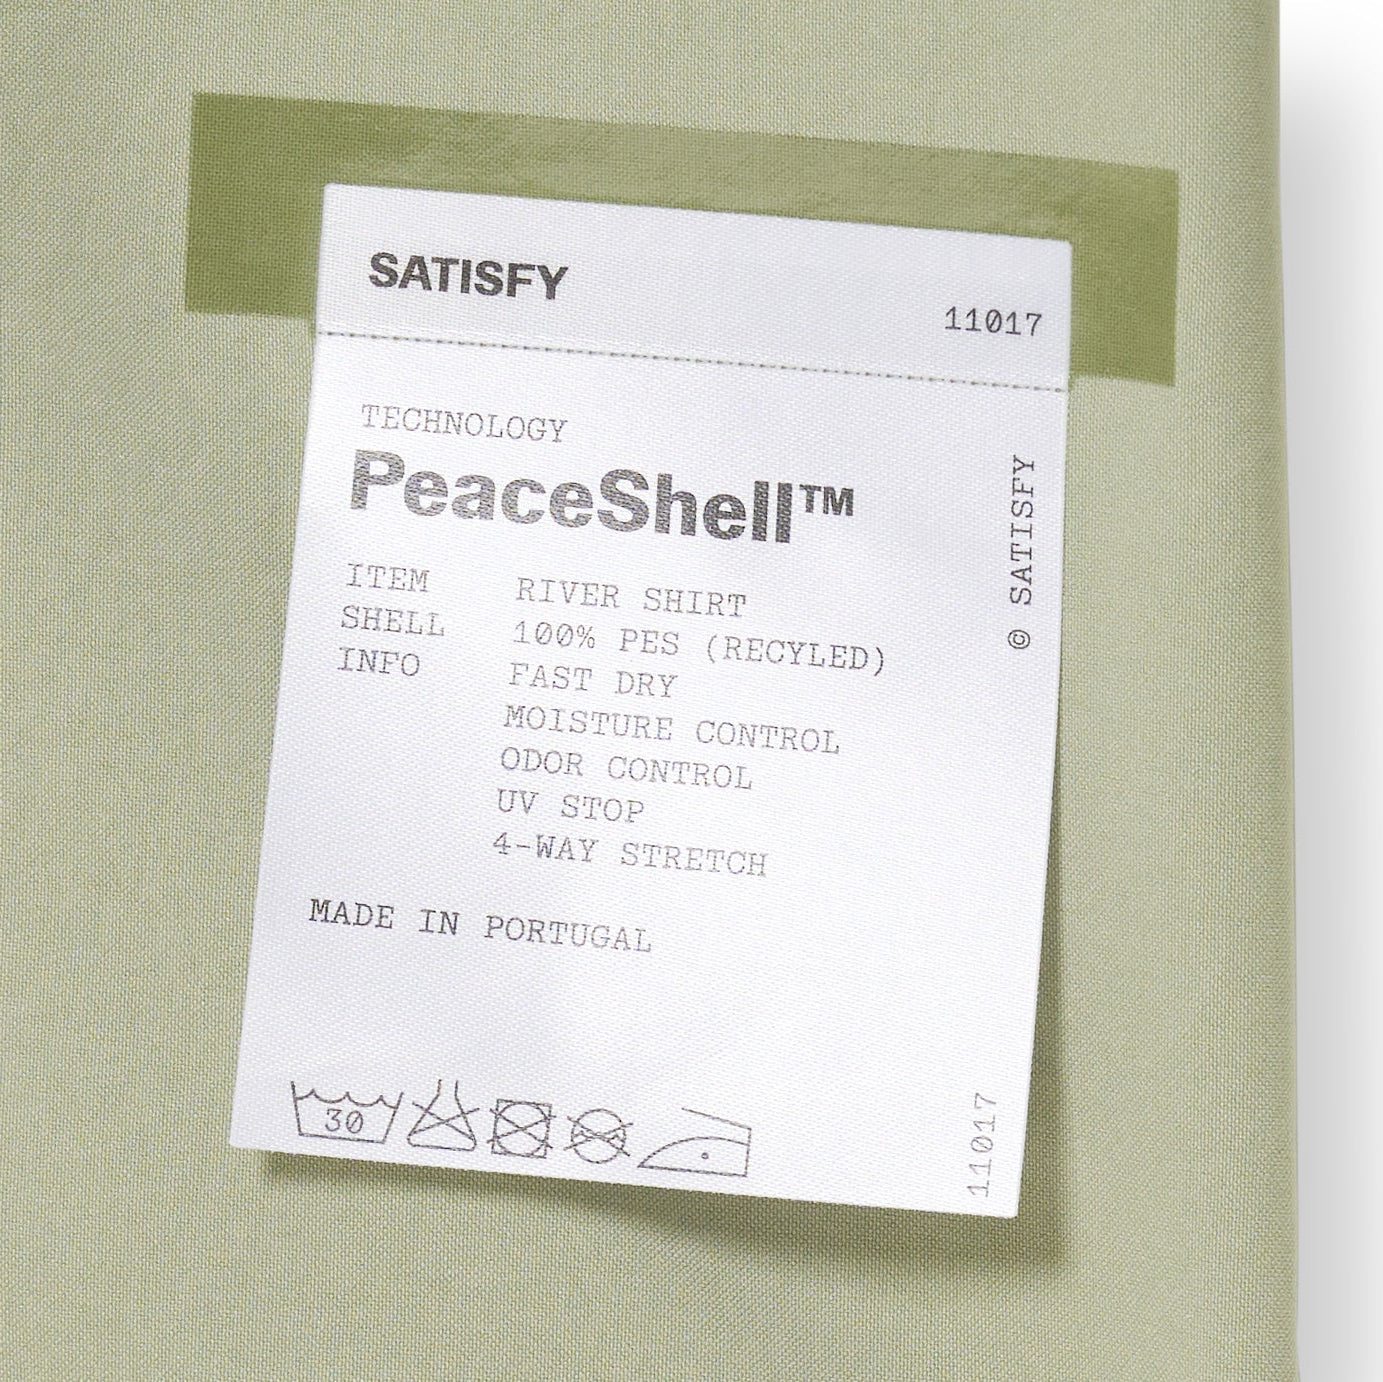 SATISFY
11017
TECHNOLOGY
PeaceShell™
ITEM RIVER SHIRT
SHELL 100% PES (RECYLED)
INFO FAST DRY
MOISTURE CONTROL
ODOR CONTROL
UV STOP
4-WAY STRETCH
MADE IN PORTUGAL
30
© SATISFY
11017